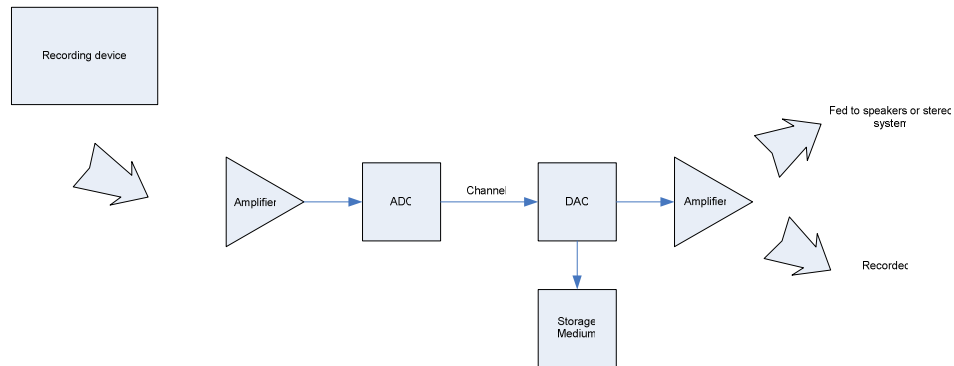 Recording device
Fed to speakers or stereo
system
Amplifier
ADC
Channel
DAC
Amplifier
Recorded
Storage
Medium